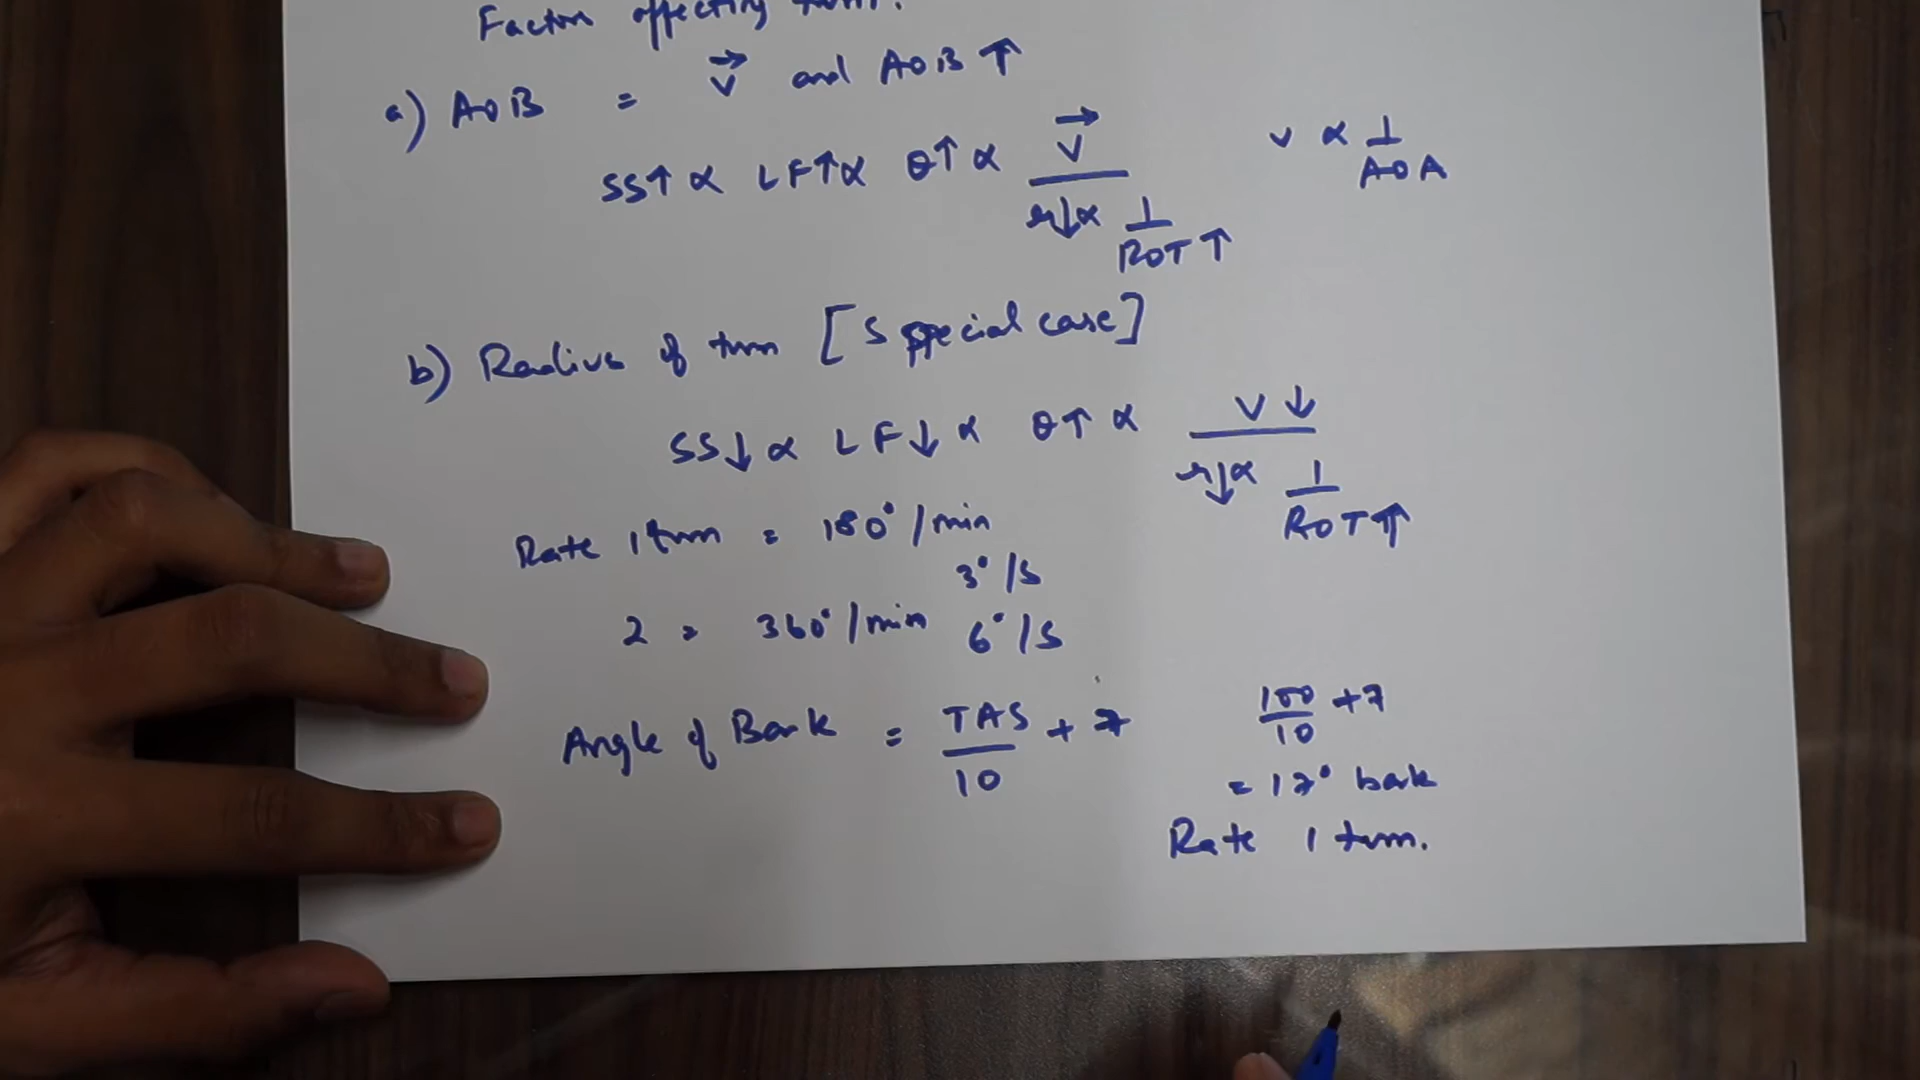 Factors affecting turn.
a) AOB = V→ and AOB ↑
SS↑ ∝ LF↑ ∝ θ↑ ∝ V→ / r↓ ∝ 1/ROT↑
V ∝ 1/AOA
b) Radius of turn [Special case]
SS↓ ∝ LF↓ ∝ θ↑ ∝ V↓ / r↓ ∝ 1/ROT⇈
Rate 1 turn = 180°/min
3°/s
2 = 360°/min 6°/s
Angle of Bank = TAS/10 + 7
100/10 + 7
= 17° bank
Rate 1 turn.